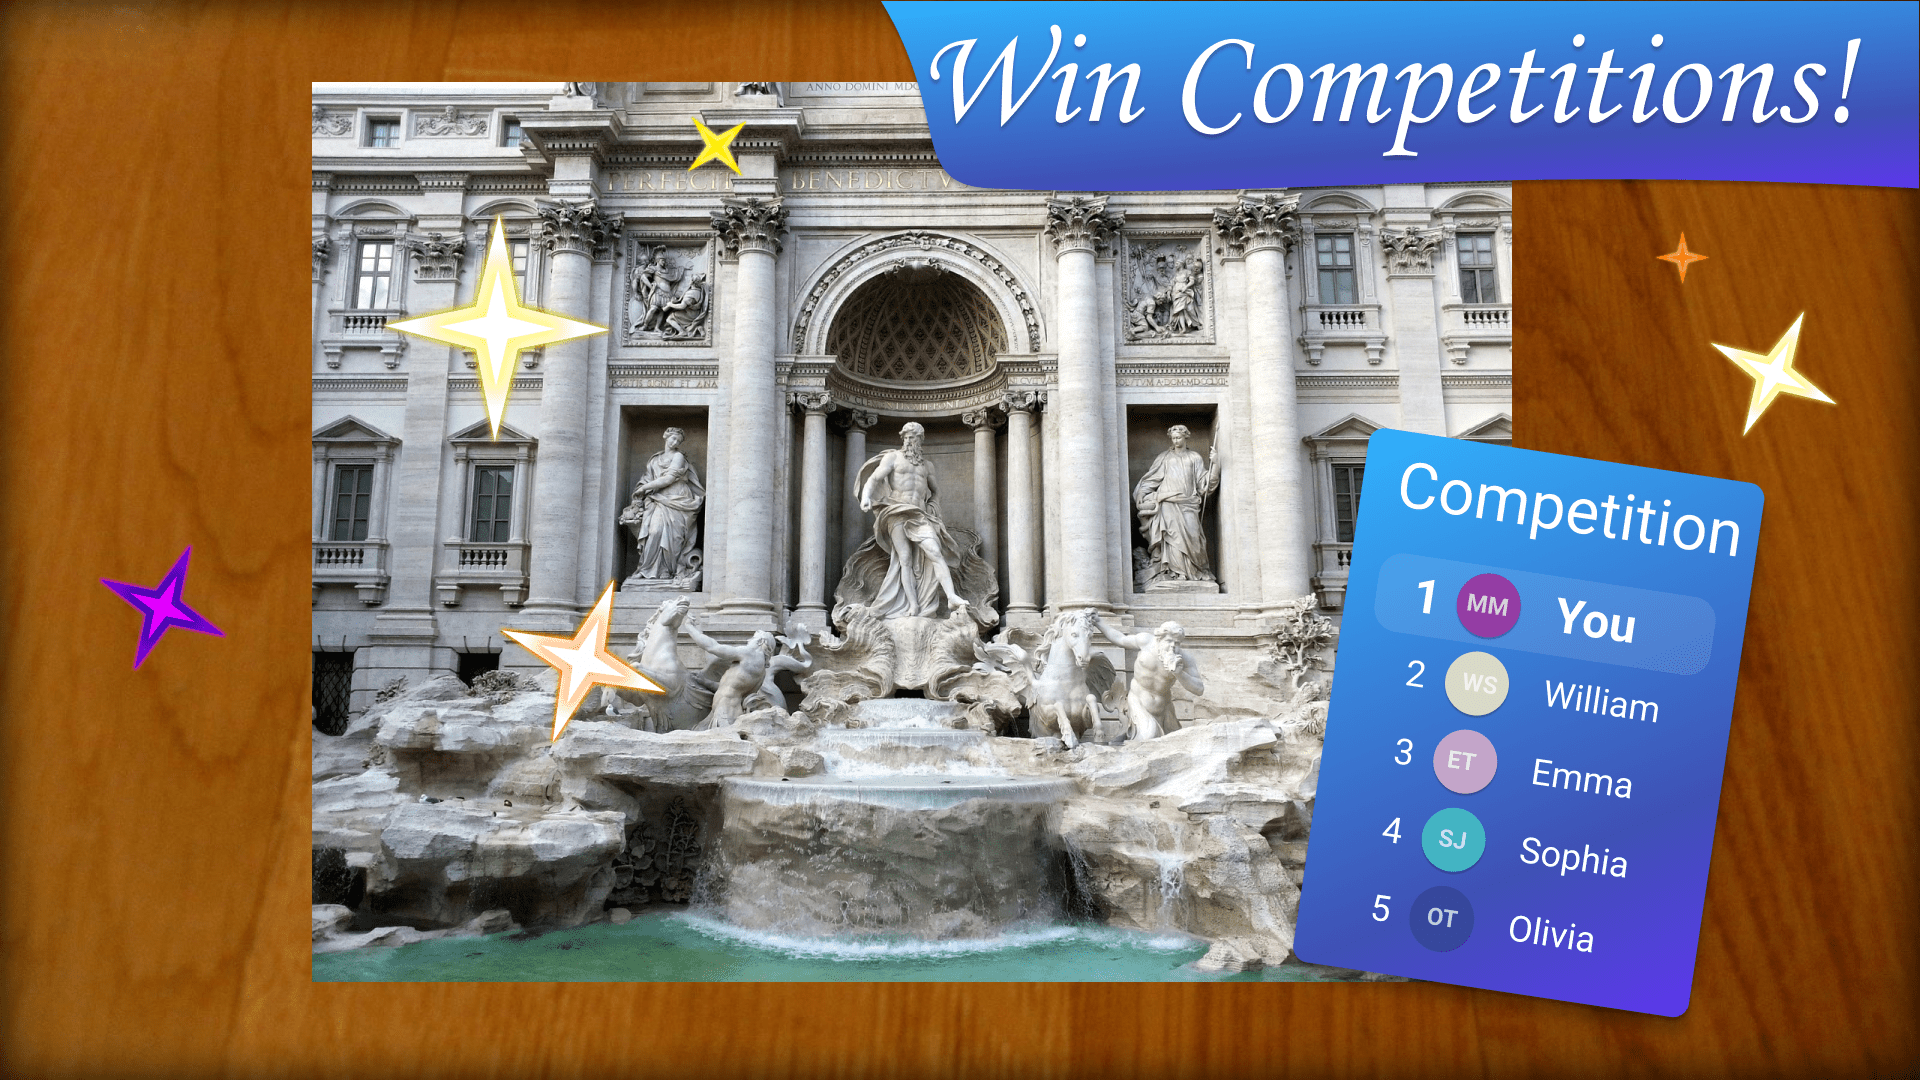 Win Competitions!
ANNO DOMINI MDC
PERFECIT BENEDICTV
Competition
1 MM You
2 WS William
3 ET Emma
4 SJ Sophia
5 OT Olivia